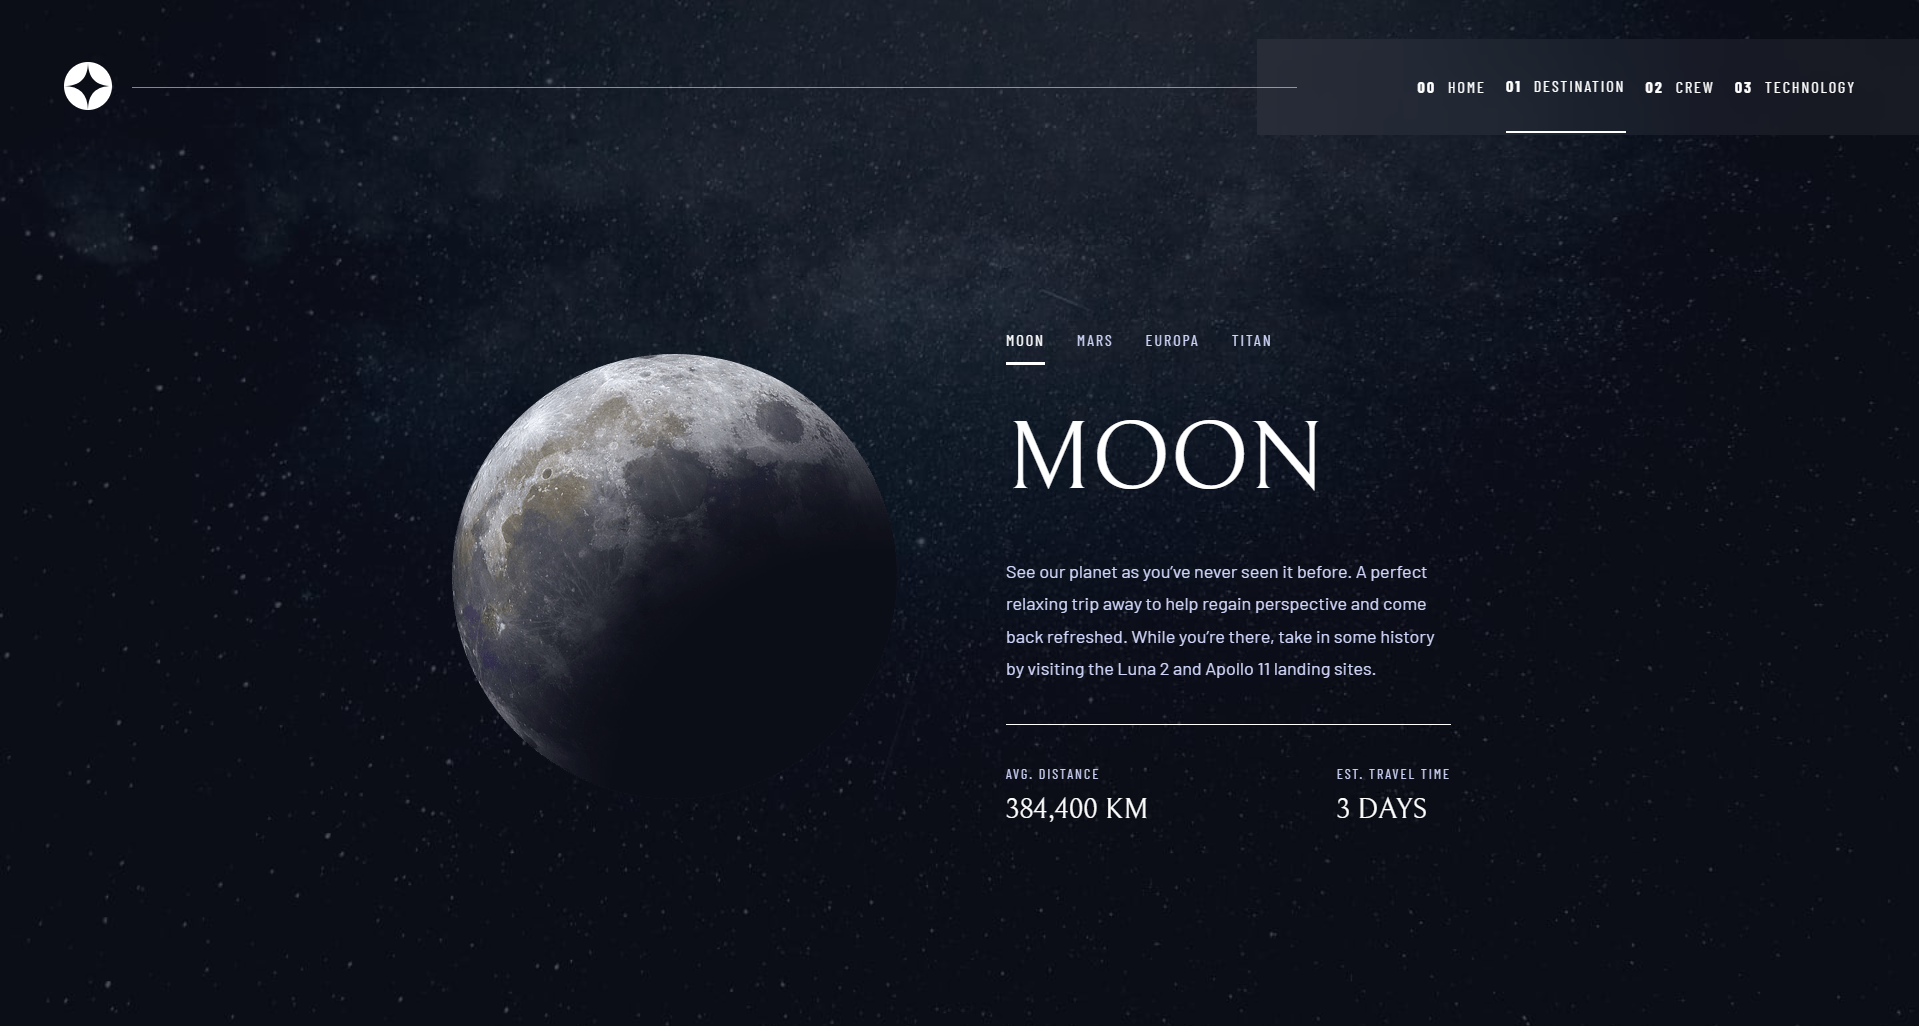 00 HOME 01 DESTINATION 02 CREW 03 TECHNOLOGY
MOON MARS EUROPA TITAN
MOON
See our planet as you’ve never seen it before. A perfect
relaxing trip away to help regain perspective and come
back refreshed. While you’re there, take in some history
by visiting the Luna 2 and Apollo 11 landing sites.
AVG. DISTANCE EST. TRAVEL TIME
384,400 KM 3 DAYS